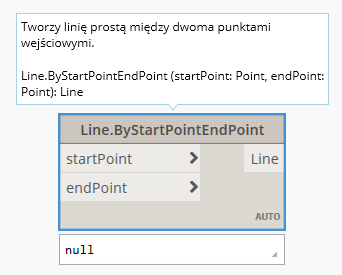 Tworzy linię prostą między dwoma punktami
wejściowymi.
Line.ByStartPointEndPoint (startPoint: Point, endPoint:
Point): Line
Line.ByStartPointEndPoint
startPoint
Line
endPoint
AUTO
null